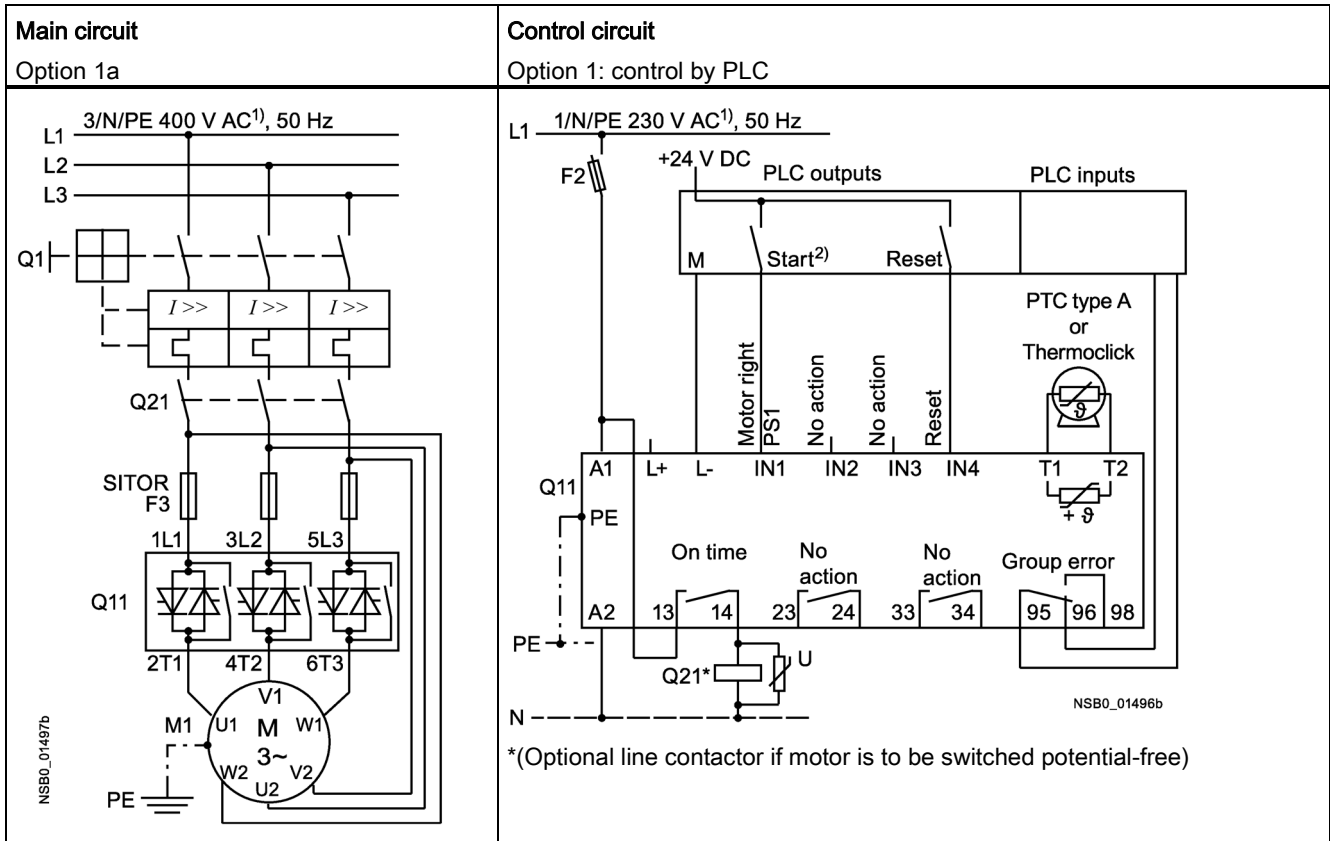 Main circuit
Option 1a
Control circuit
Option 1: control by PLC
3/N/PE 400 V AC¹⁾, 50 Hz
L1
L2
L3
Q1
I >> I >> I >>
Q21
SITOR
F3
1L1 3L2 5L3
Q11
2T1 4T2 6T3
V1
M1 U1 M W1
3~
W2 V2
U2
PE
NSB0_01497b
L1 1/N/PE 230 V AC¹⁾, 50 Hz
F2
+24 V DC
PLC outputs PLC inputs
M Start²⁾ Reset
PTC type A
or
Thermoclick
ϑ
Motor right
PS1
No action
No action
Reset
A1 L+ L- IN1 IN2 IN3 IN4 T1 T2
Q11
+ ϑ
PE
On time
No
action
No
action
Group error
A2 13 14 23 24 33 34 95 96 98
PE
Q21* U
N
NSB0_01496b
*(Optional line contactor if motor is to be switched potential-free)